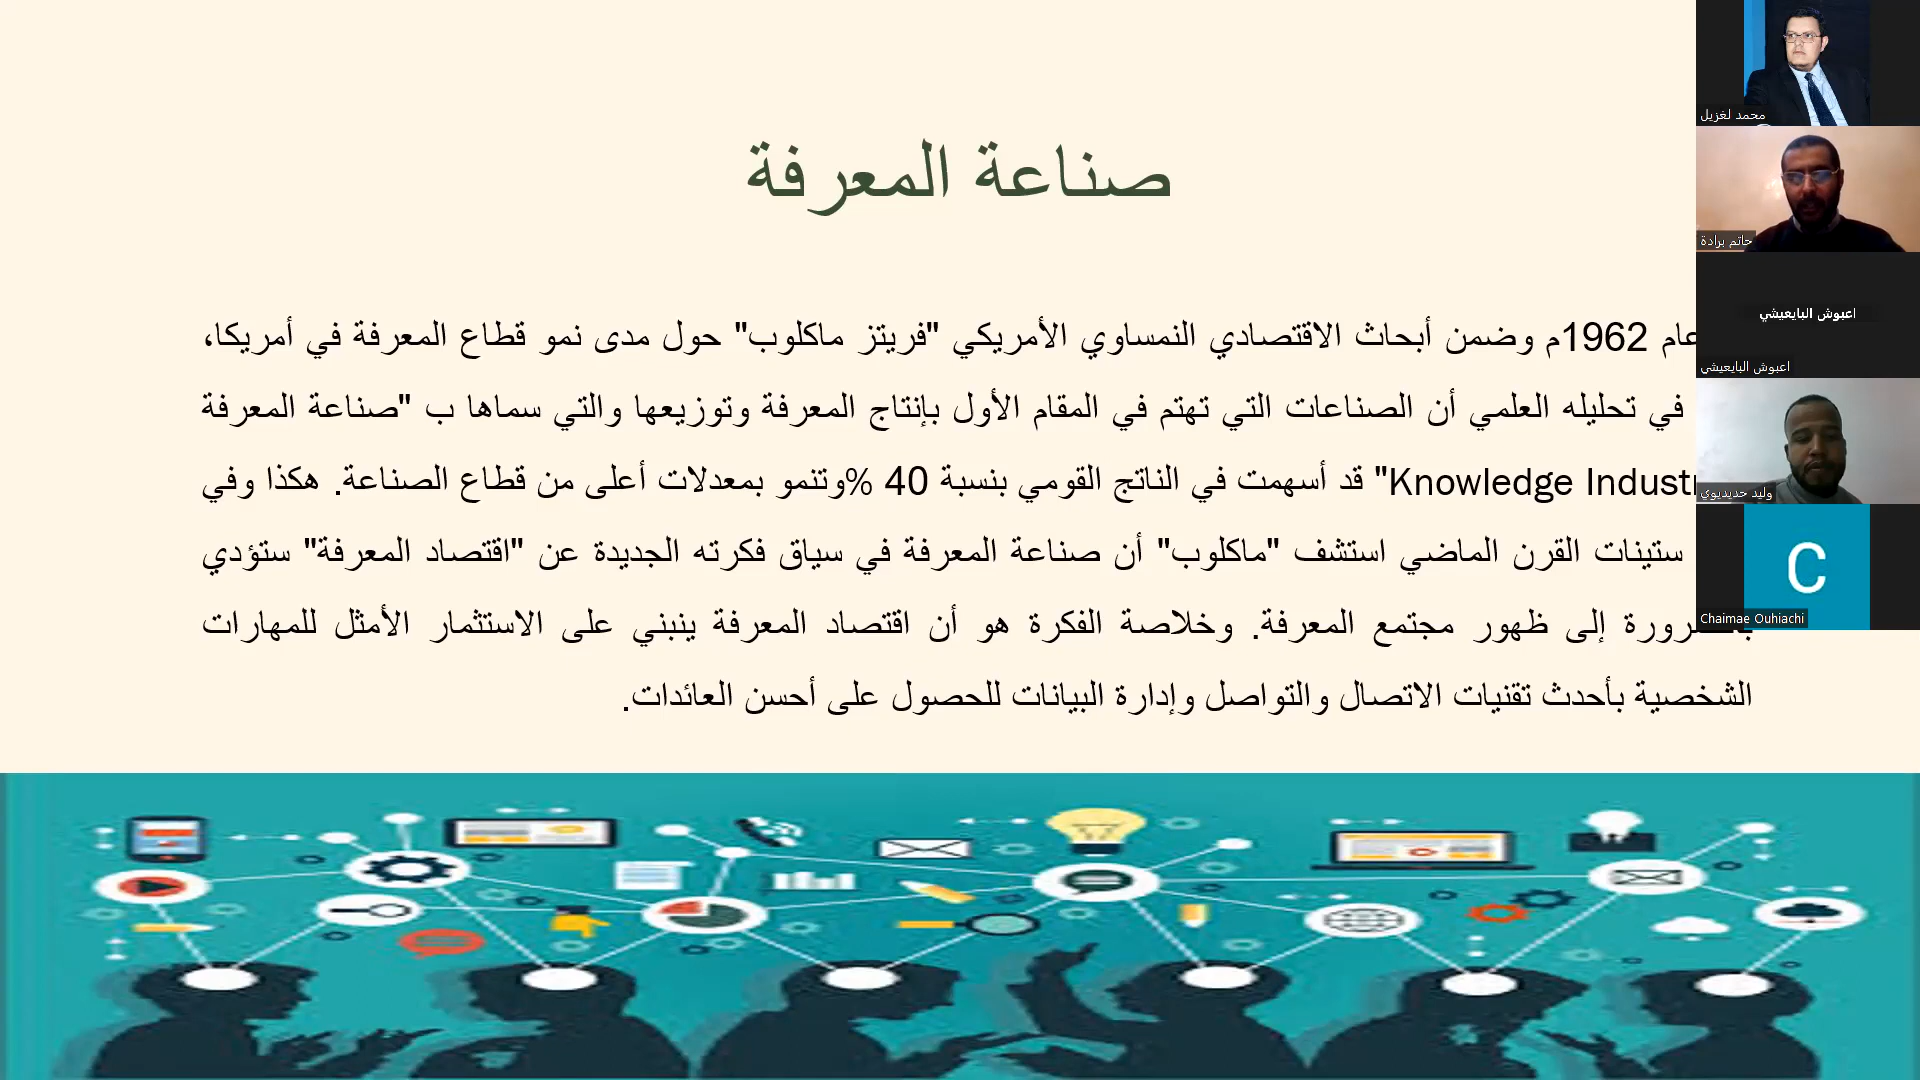 صناعة المعرفة
عام 1962م وضمن أبحاث الاقتصادي النمساوي الأمريكي "فريتز ماكلوب" حول مدى نمو قطاع المعرفة في أمريكا،
في تحليله العلمي أن الصناعات التي تهتم في المقام الأول بإنتاج المعرفة وتوزيعها والتي سماها ب "صناعة المعرفة
Knowledge" قد أسهمت في الناتج القومي بنسبة 40 %وتنمو بمعدلات أعلى من قطاع الصناعة. هكذا وفي
ستينات القرن الماضي استشف "ماكلوب" أن صناعة المعرفة في سياق فكرته الجديدة عن "اقتصاد المعرفة" ستؤدي
إلى ظهور مجتمع المعرفة. وخلاصة الفكرة هو أن اقتصاد المعرفة ينبني على الاستثمار الأمثل للمهارات
الشخصية بأحدث تقنيات الاتصال والتواصل وإدارة البيانات للحصول على أحسن العائدات.
محمد لغزيل
حاتم برادة
اعبوش البايعيشي
اعبوش البايعيشي
وليد حديديوي
C
Chaimae Ouhiachi